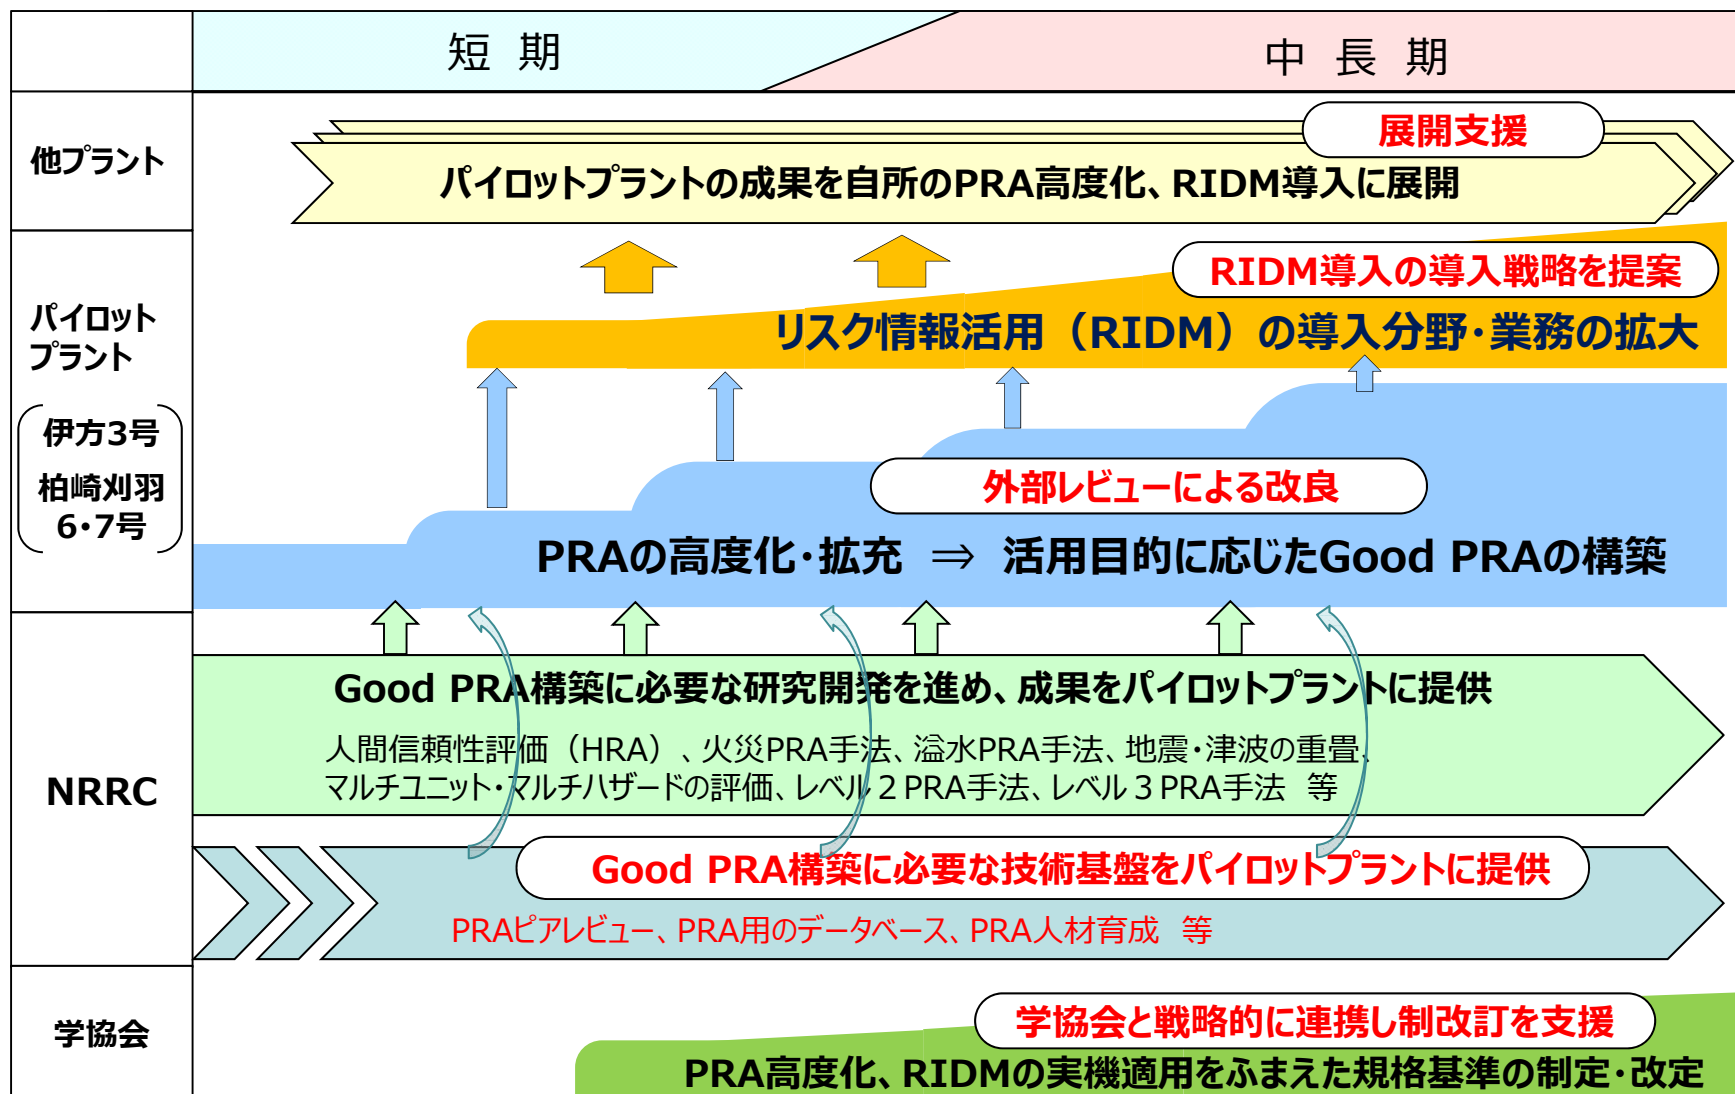 短 期
中 長 期
他プラント
展開支援
パイロットプラントの成果を自所のPRA高度化、RIDM導入に展開
パイロット
プラント
伊方3号
柏崎刈羽
6・7号
RIDM導入の導入戦略を提案
リスク情報活用（RIDM）の導入分野・業務の拡大
外部レビューによる改良
PRAの高度化・拡充 ⇒ 活用目的に応じたGood PRAの構築
NRRC
Good PRA構築に必要な研究開発を進め、成果をパイロットプラントに提供
人間信頼性評価（HRA）、火災PRA手法、溢水PRA手法、地震・津波の重畳、
マルチユニット・マルチハザードの評価、レベル２PRA手法、レベル３PRA手法 等
Good PRA構築に必要な技術基盤をパイロットプラントに提供
PRAピアレビュー、PRA用のデータベース、PRA人材育成 等
学協会
学協会と戦略的に連携し制改訂を支援
PRA高度化、RIDMの実機適用をふまえた規格基準の制定・改定